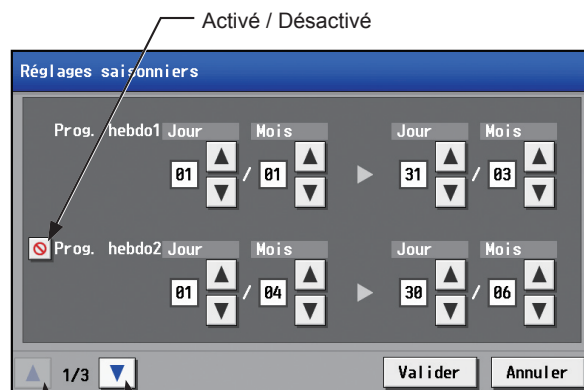 Activé / Désactivé
Réglages saisonniers
Prog. hebdo1 Jour Mois Jour Mois
01 / 01 31 / 03
Prog. hebdo2 Jour Mois Jour Mois
01 / 04 30 / 06
1/3 Valider Annuler